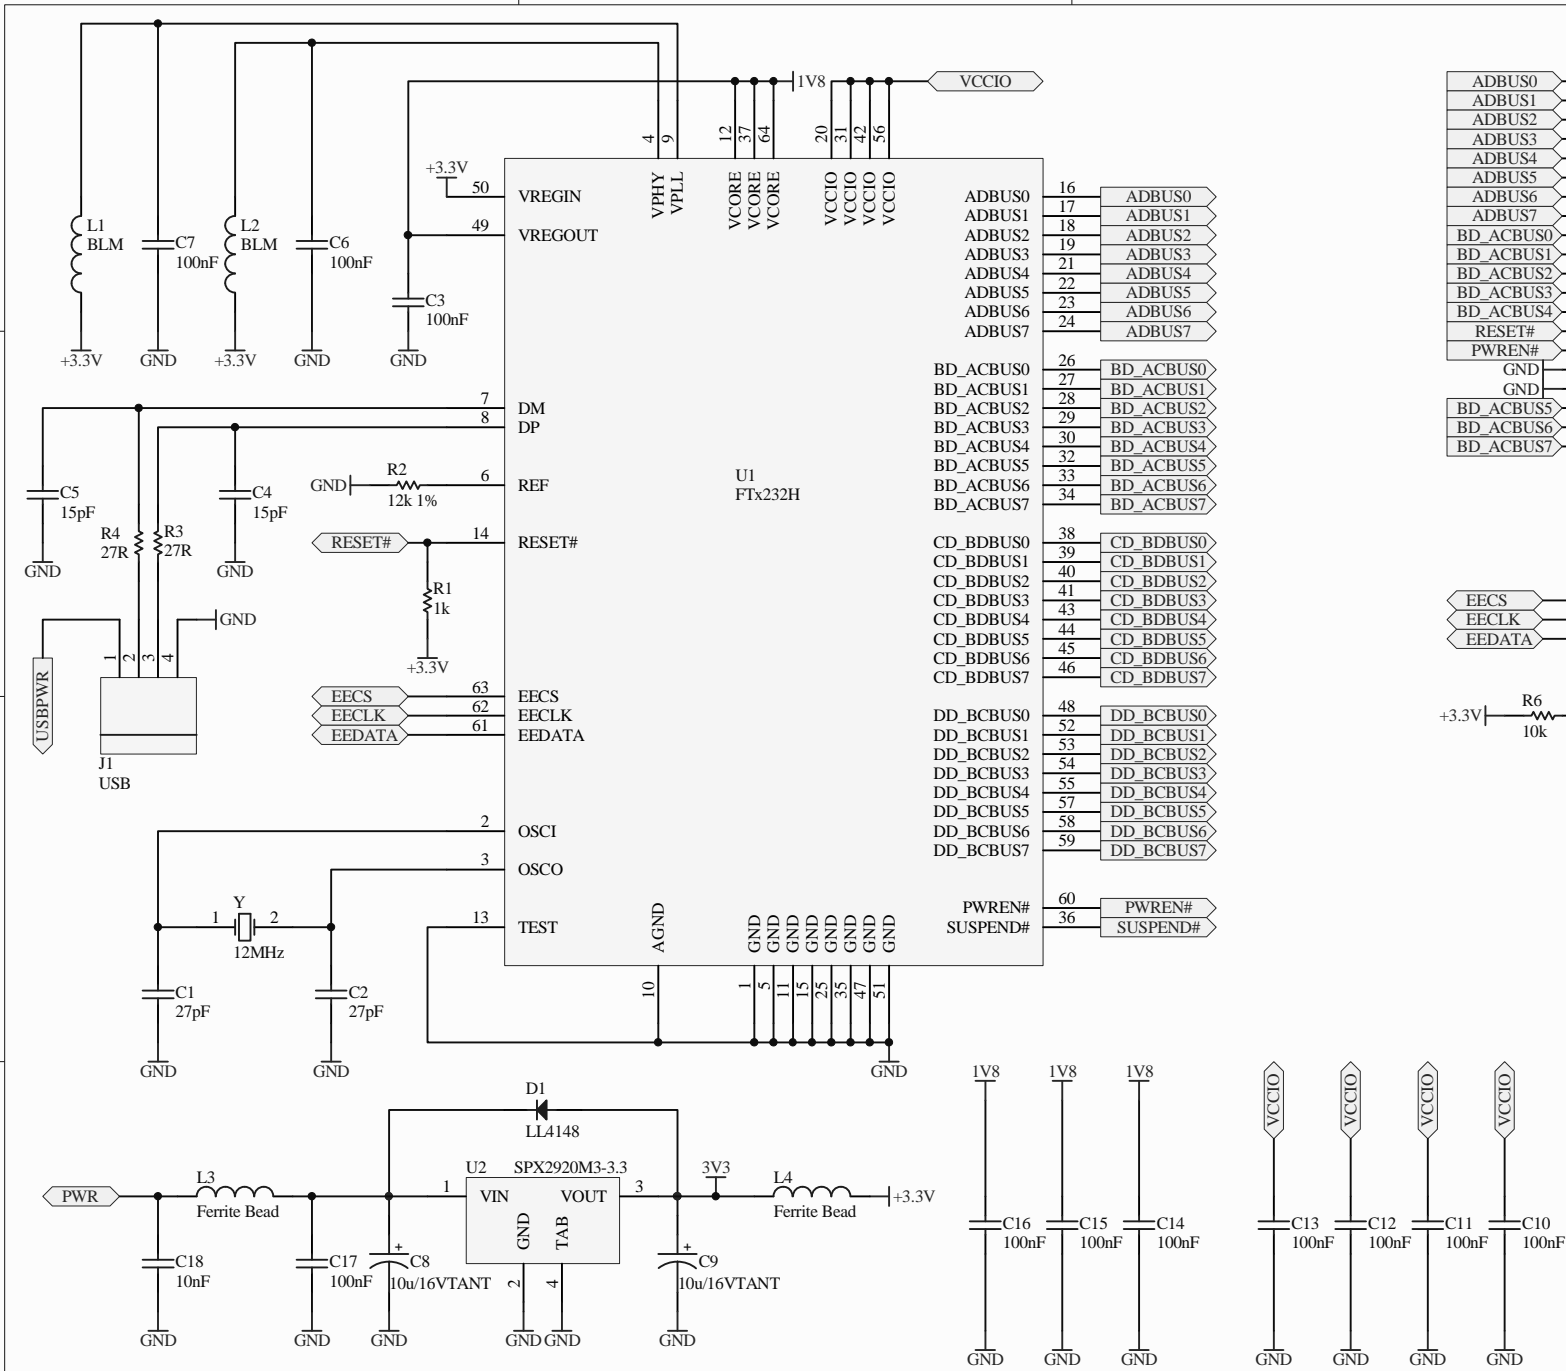 1V8
VCCIO
4
9
12
37
64
20
31
42
56
VPHY
VPLL
VCORE
VCORE
VCORE
VCCIO
VCCIO
VCCIO
VCCIO
+3.3V
50
VREGIN
49
VREGOUT
L1
BLM
C7
100nF
L2
BLM
C6
100nF
C3
100nF
+3.3V
GND
+3.3V
GND
GND
7
DM
8
DP
C5
15pF
R4
27R
R3
27R
C4
15pF
GND
GND
GND
R2
12k 1%
6
REF
RESET#
14
RESET#
R1
1k
+3.3V
GND
1
2
3
4
USBPWR
J1
USB
EECS
63
EECS
EECLK
62
EECLK
EEDATA
61
EEDATA
U1
FTx232H
2
OSCI
3
OSCO
13
TEST
Y
1
2
12MHz
C1
27pF
C2
27pF
GND
GND
AGND
GND
GND
GND
GND
GND
GND
GND
GND
10
1
5
11
15
25
35
47
51
GND
ADBUS0 16 ADBUS0
ADBUS1 17 ADBUS1
ADBUS2 18 ADBUS2
ADBUS3 19 ADBUS3
ADBUS4 21 ADBUS4
ADBUS5 22 ADBUS5
ADBUS6 23 ADBUS6
ADBUS7 24 ADBUS7
BD_ACBUS0 26 BD_ACBUS0
BD_ACBUS1 27 BD_ACBUS1
BD_ACBUS2 28 BD_ACBUS2
BD_ACBUS3 29 BD_ACBUS3
BD_ACBUS4 30 BD_ACBUS4
BD_ACBUS5 32 BD_ACBUS5
BD_ACBUS6 33 BD_ACBUS6
BD_ACBUS7 34 BD_ACBUS7
CD_BDBUS0 38 CD_BDBUS0
CD_BDBUS1 39 CD_BDBUS1
CD_BDBUS2 40 CD_BDBUS2
CD_BDBUS3 41 CD_BDBUS3
CD_BDBUS4 43 CD_BDBUS4
CD_BDBUS5 44 CD_BDBUS5
CD_BDBUS6 45 CD_BDBUS6
CD_BDBUS7 46 CD_BDBUS7
DD_BCBUS0 48 DD_BCBUS0
DD_BCBUS1 52 DD_BCBUS1
DD_BCBUS2 53 DD_BCBUS2
DD_BCBUS3 54 DD_BCBUS3
DD_BCBUS4 55 DD_BCBUS4
DD_BCBUS5 57 DD_BCBUS5
DD_BCBUS6 58 DD_BCBUS6
DD_BCBUS7 59 DD_BCBUS7
PWREN# 60 PWREN#
SUSPEND# 36 SUSPEND#
ADBUS0
ADBUS1
ADBUS2
ADBUS3
ADBUS4
ADBUS5
ADBUS6
ADBUS7
BD_ACBUS0
BD_ACBUS1
BD_ACBUS2
BD_ACBUS3
BD_ACBUS4
RESET#
PWREN#
GND
GND
BD_ACBUS5
BD_ACBUS6
BD_ACBUS7
EECS
EECLK
EEDATA
+3.3V
R6
10k
D1
LL4148
U2
SPX2920M3-3.3
PWR
L3
Ferrite Bead
1
VIN
VOUT
3
GND
TAB
2
4
3V3
L4
Ferrite Bead
+3.3V
C18
10nF
C17
100nF
+
C8
10u/16VTANT
+
C9
10u/16VTANT
GND
GND
GND
GND
GND
GND
1V8
1V8
1V8
VCCIO
VCCIO
VCCIO
VCCIO
C16
100nF
C15
100nF
C14
100nF
C13
100nF
C12
100nF
C11
100nF
C10
100nF
GND
GND
GND
GND
GND
GND
GND